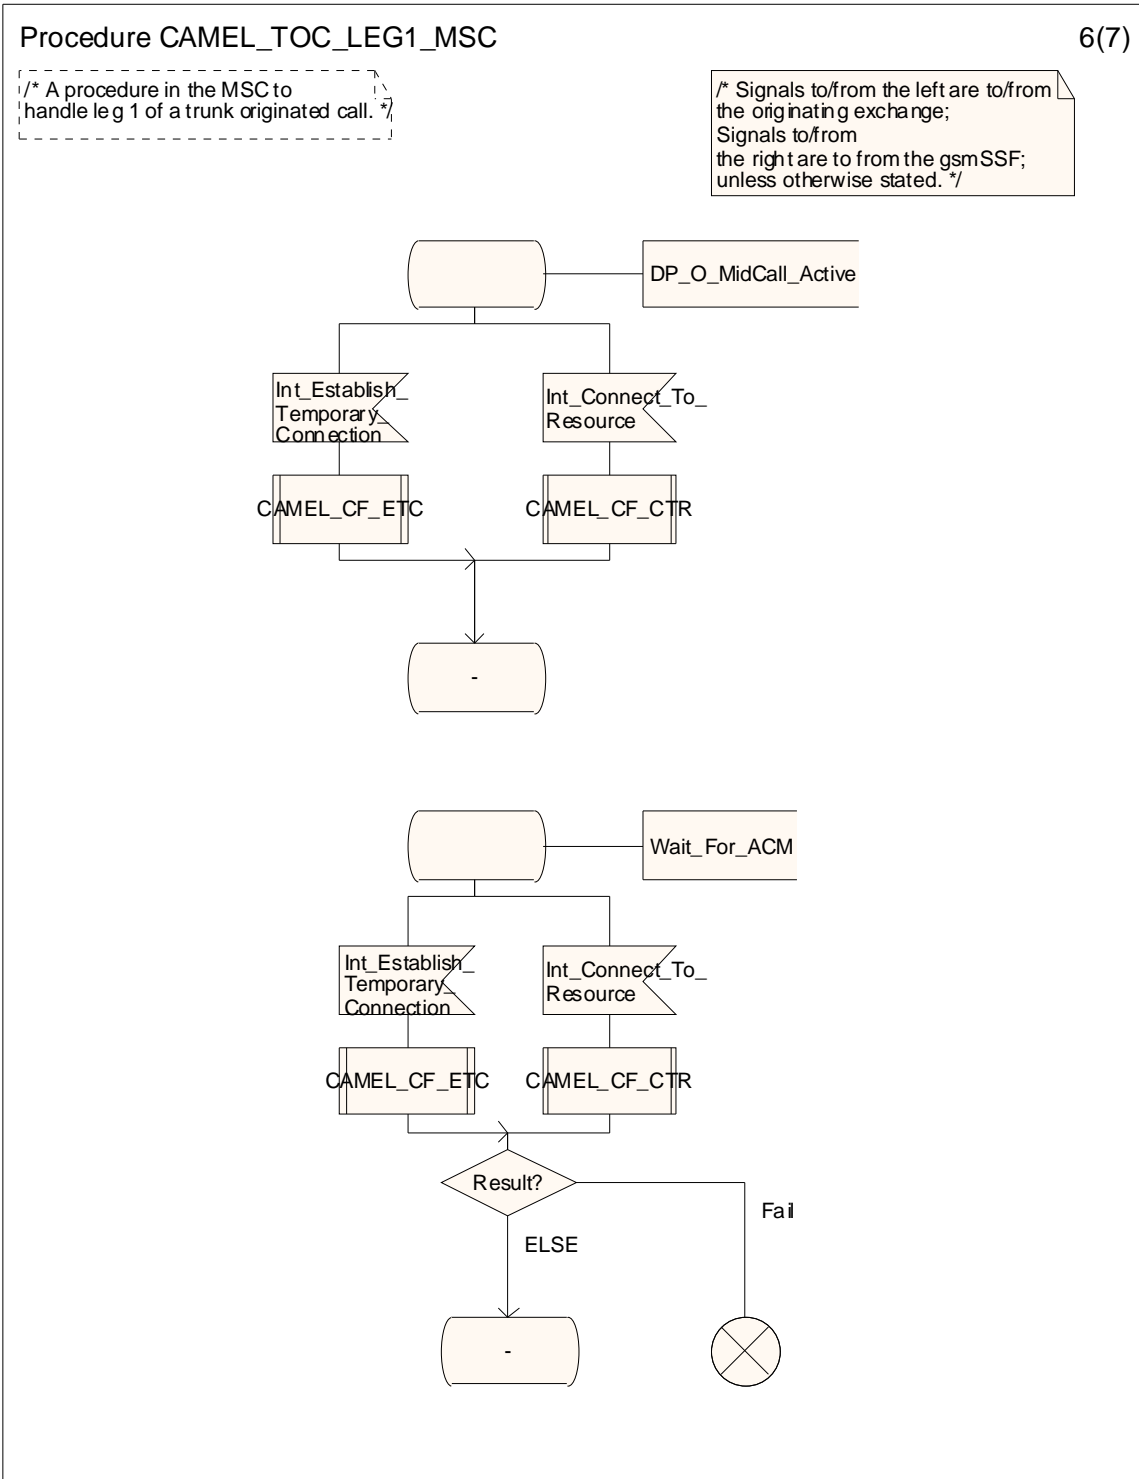 Procedure CAMEL_TOC_LEG1_MSC
6(7)
/* A procedure in the MSC to
handle leg 1 of a trunk originated call. */
/* Signals to/from the left are to/from
the originating exchange;
Signals to/from
the right are to from the gsmSSF;
unless otherwise stated. */
DP_O_MidCall_Active
Int_Establish_
Temporary_
Connection
Int_Connect_To_
Resource
CAMEL_CF_ETC
CAMEL_CF_CTR
-
Wait_For_ACM
Int_Establish_
Temporary_
Connection
Int_Connect_To_
Resource
CAMEL_CF_ETC
CAMEL_CF_CTR
Result?
Fail
ELSE
-